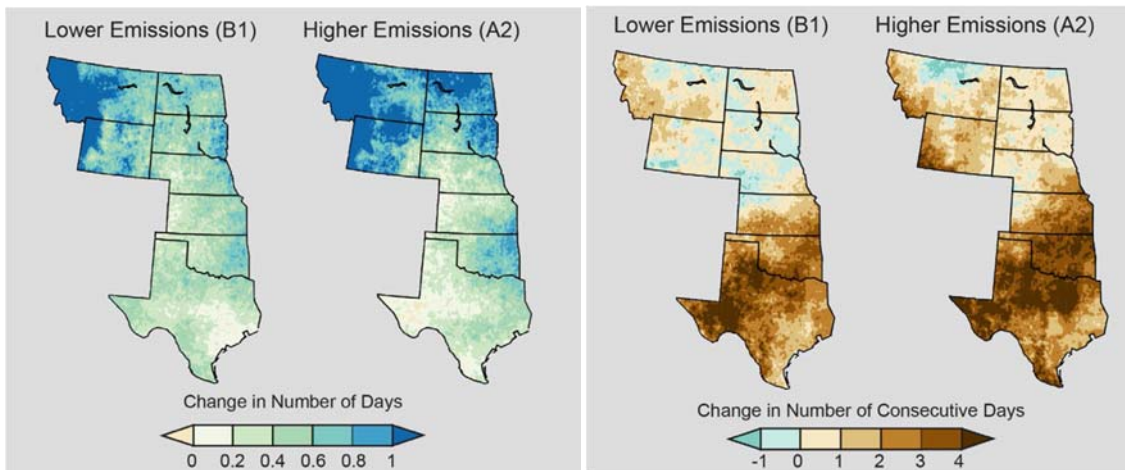 Lower Emissions (B1) Higher Emissions (A2)
Change in Number of Days
0 0.2 0.4 0.6 0.8 1
Lower Emissions (B1) Higher Emissions (A2)
Change in Number of Consecutive Days
-1 0 1 2 3 4